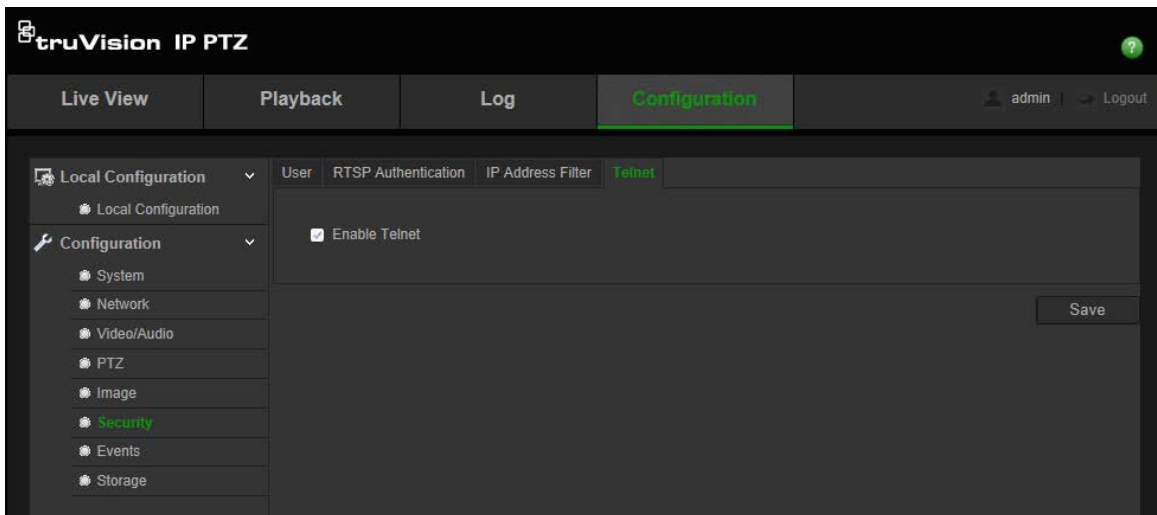 truVision IP PTZ
?
Live View Playback Log Configuration admin | Logout
Local Configuration
Local Configuration
Configuration
System
Network
Video/Audio
PTZ
Image
Security
Events
Storage
User RTSP Authentication IP Address Filter Telnet
Enable Telnet
Save